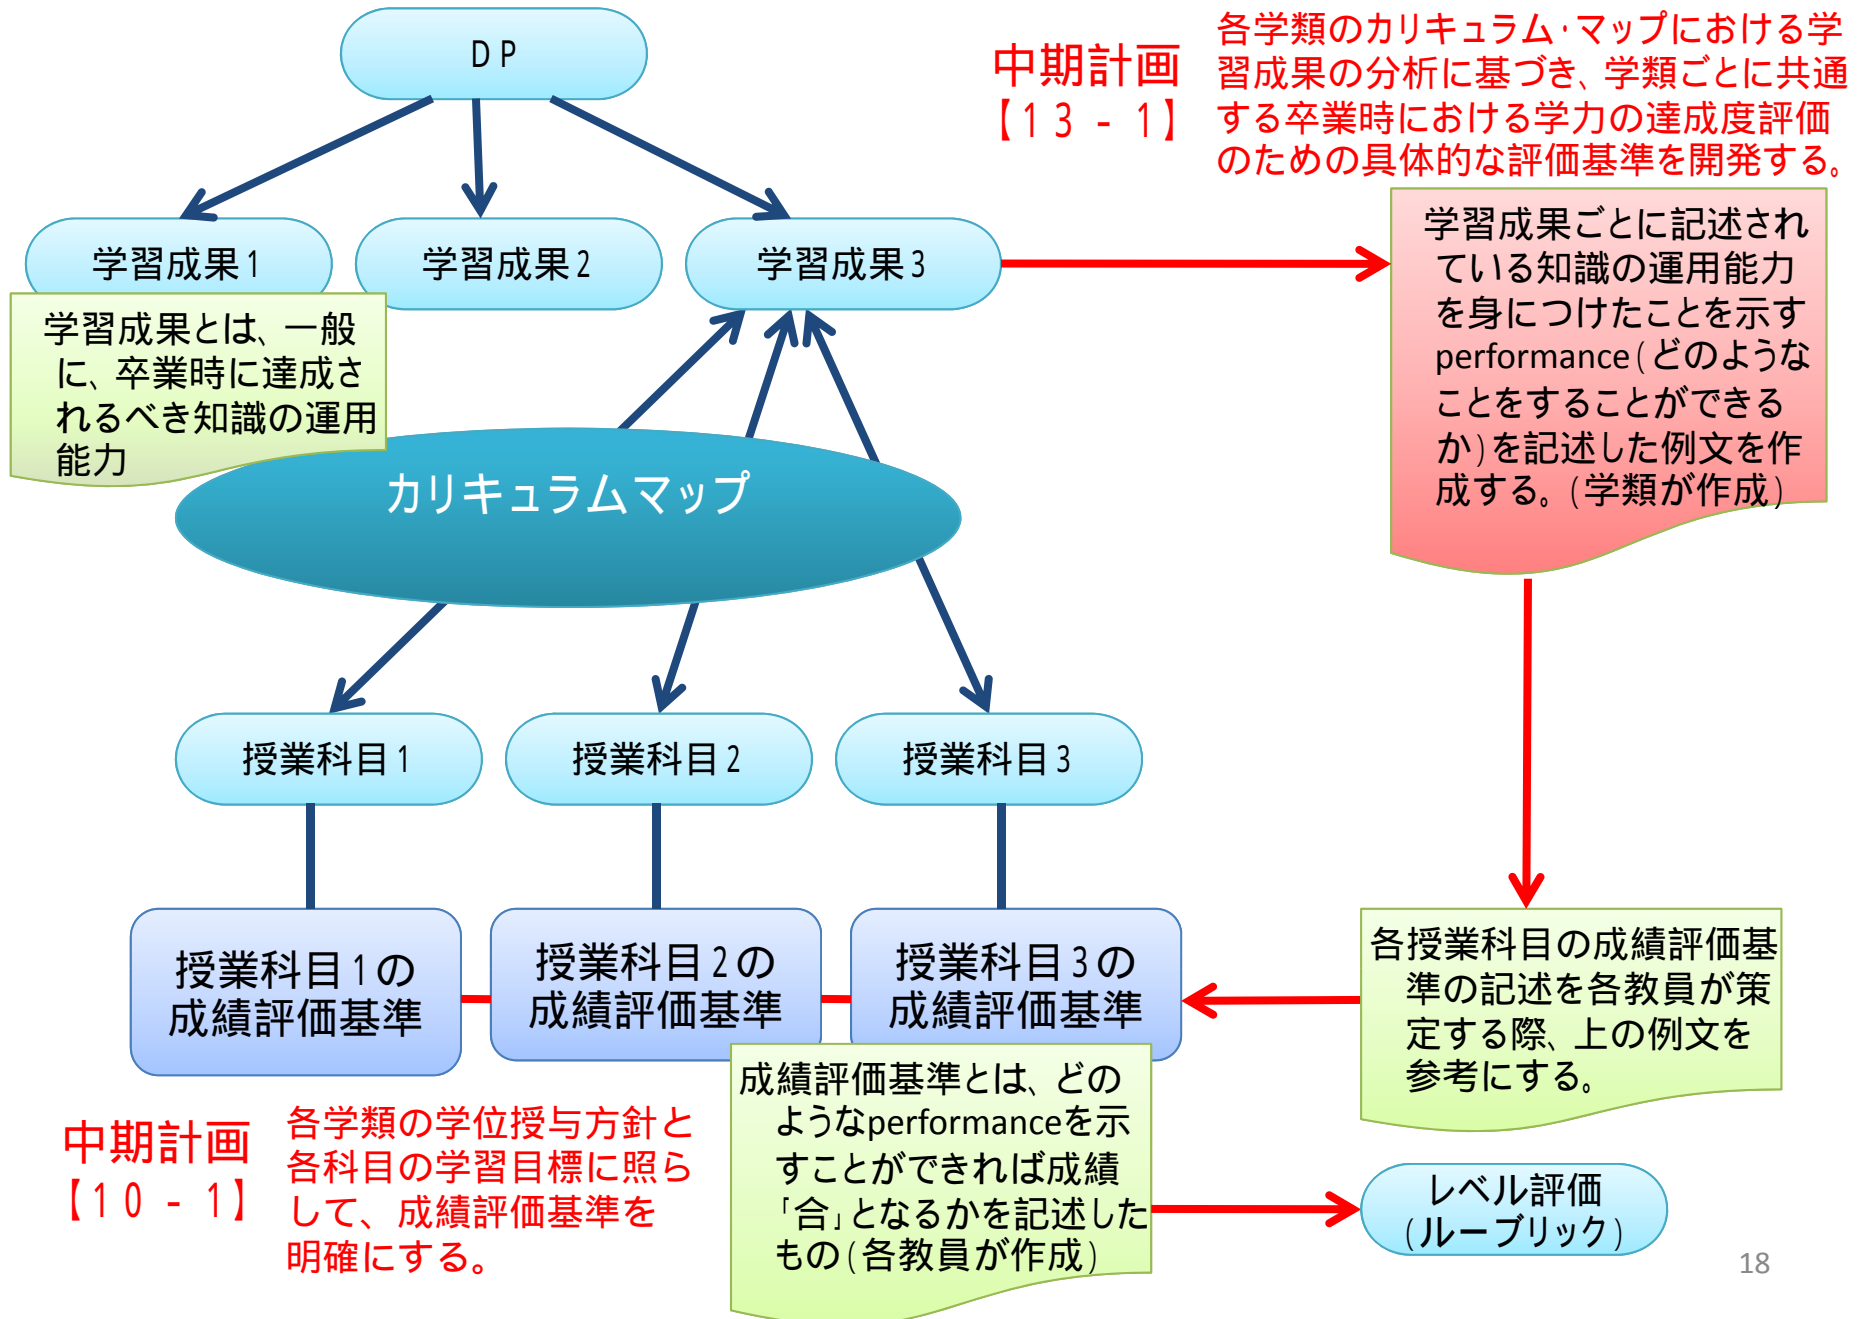 DP
中期計画
【13-1】
各学類のカリキュラム・マップにおける学
習成果の分析に基づき、学類ごとに共通
する卒業時における学力の達成度評価
のための具体的な評価基準を開発する。
学習成果1
学習成果2
学習成果3
学習成果とは、一般
に、卒業時に達成さ
れるべき知識の運用
能力
学習成果ごとに記述され
ている知識の運用能力
を身につけたことを示す
performance(どのような
ことをすることができる
か)を記述した例文を作
成する。(学類が作成)
カリキュラムマップ
授業科目1
授業科目2
授業科目3
授業科目1の
成績評価基準
授業科目2の
成績評価基準
授業科目3の
成績評価基準
各授業科目の成績評価基
準の記述を各教員が策
定する際、上の例文を
参考にする。
成績評価基準とは、どの
ようなperformanceを示
すことができれば成績
「合」となるかを記述した
もの(各教員が作成)
中期計画
【10-1】
各学類の学位授与方針と
各科目の学習目標に照ら
して、成績評価基準を
明確にする。
レベル評価
(ルーブリック)
18